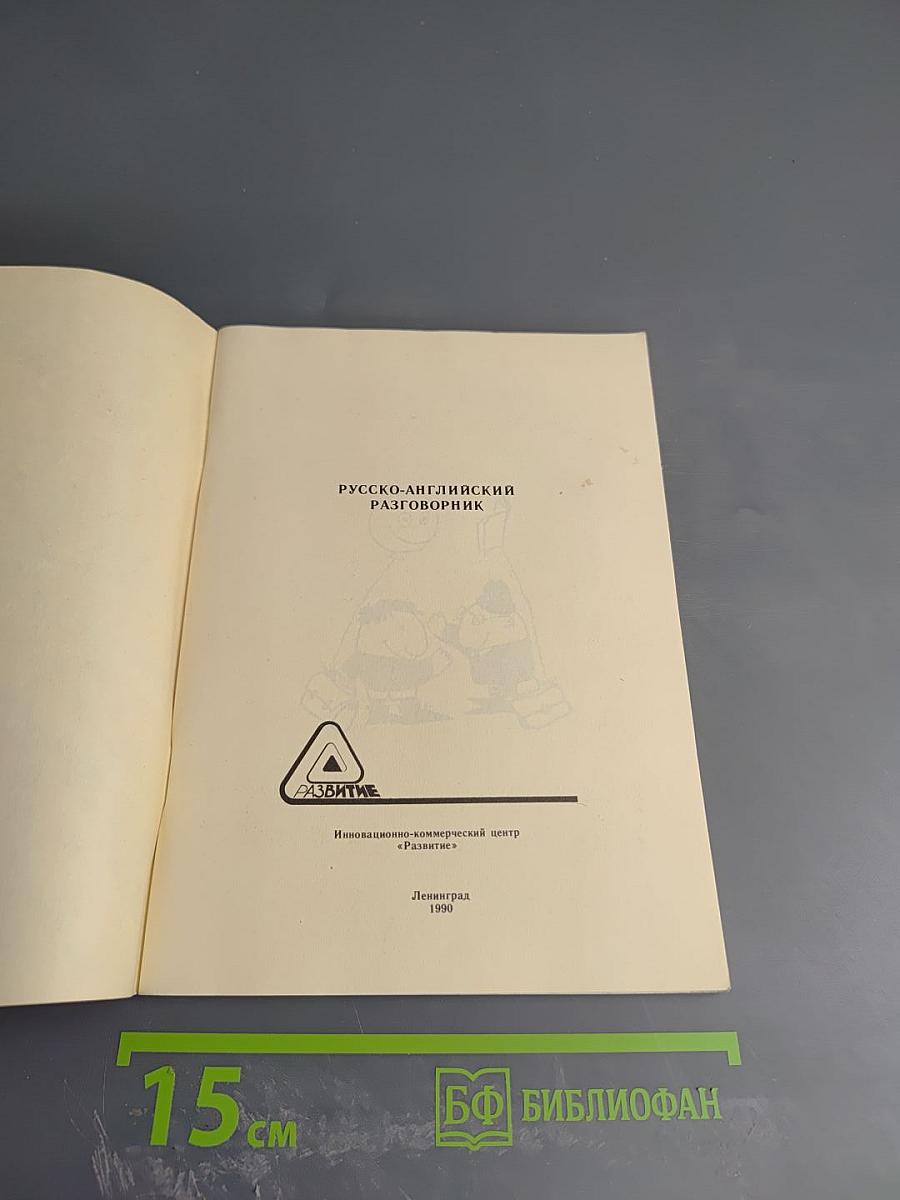 РУССКО-АНГЛИЙСКИЙ
РАЗГОВОРНИК
РАЗВИТИЕ
Инновационно-коммерческий центр
«Развитие»
Ленинград
1990
15 см
БФ БИБЛИОФАН